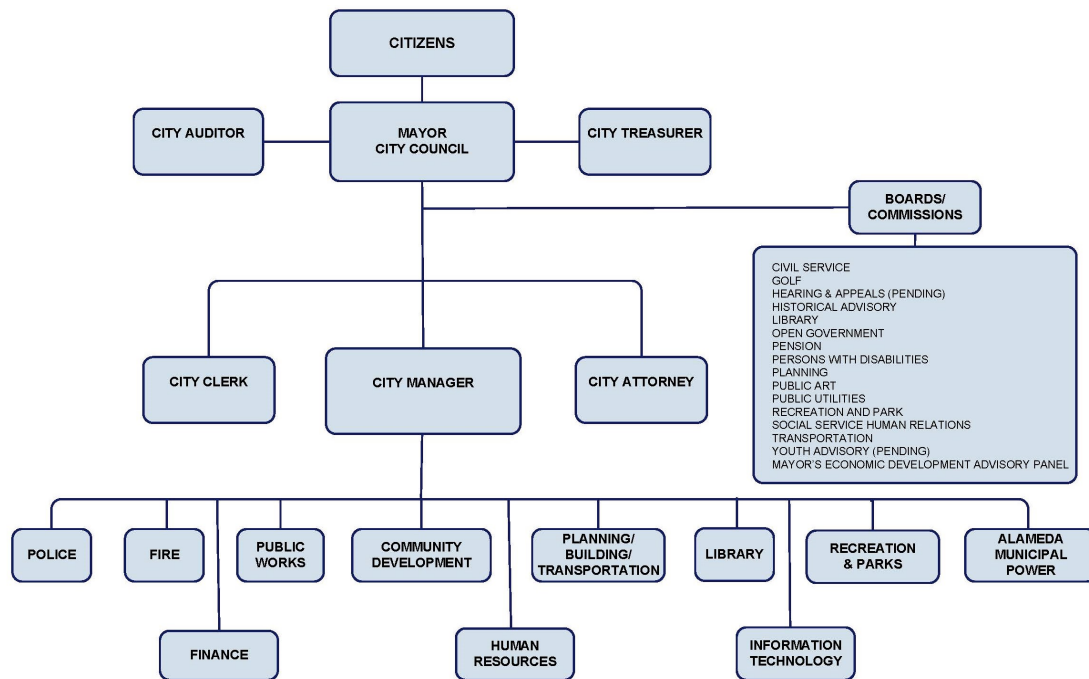 CITIZENS
CITY AUDITOR
MAYOR
CITY COUNCIL
CITY TREASURER
BOARDS/
COMMISSIONS
CIVIL SERVICE
GOLF
HEARING & APPEALS (PENDING)
HISTORICAL ADVISORY
LIBRARY
OPEN GOVERNMENT
PENSION
PERSONS WITH DISABILITIES
PLANNING
PUBLIC ART
PUBLIC UTILITIES
RECREATION AND PARK
SOCIAL SERVICE HUMAN RELATIONS
TRANSPORTATION
YOUTH ADVISORY (PENDING)
MAYOR'S ECONOMIC DEVELOPMENT ADVISORY PANEL
CITY CLERK
CITY MANAGER
CITY ATTORNEY
POLICE
FIRE
PUBLIC
WORKS
COMMUNITY
DEVELOPMENT
PLANNING/
BUILDING/
TRANSPORTATION
LIBRARY
RECREATION
& PARKS
ALAMEDA
MUNICIPAL
POWER
FINANCE
HUMAN
RESOURCES
INFORMATION
TECHNOLOGY